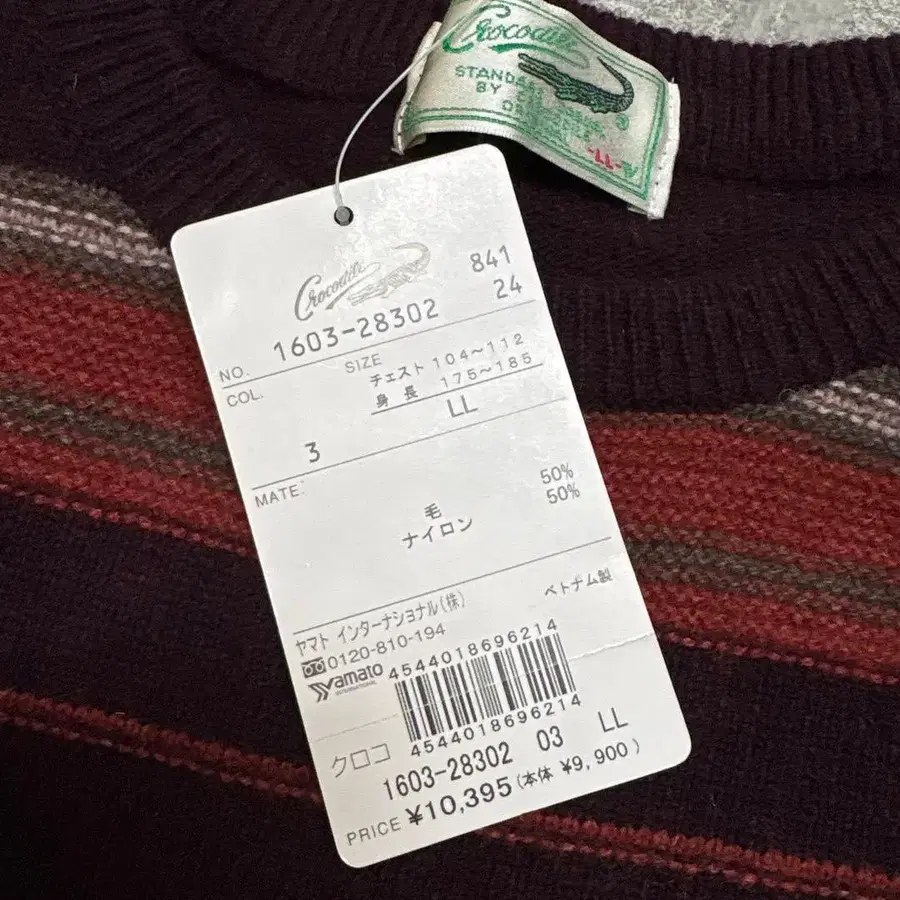 Crocodile
STANDS
BY
A-LL-
Crocodile
841
24
NO. 1603-28302
COL.
SIZE
チェスト 104～112
身長 175～185
LL
3
MATE.
毛 50%
ナイロン 50%
ベトナム製
ヤマト インターナショナル(株)
0120-810-194
Yamato
INTERNATIONAL
4544018696214
4544018696214
クロコ
1603-28302 03 LL
PRICE ¥10,395(本体 ¥9,900)